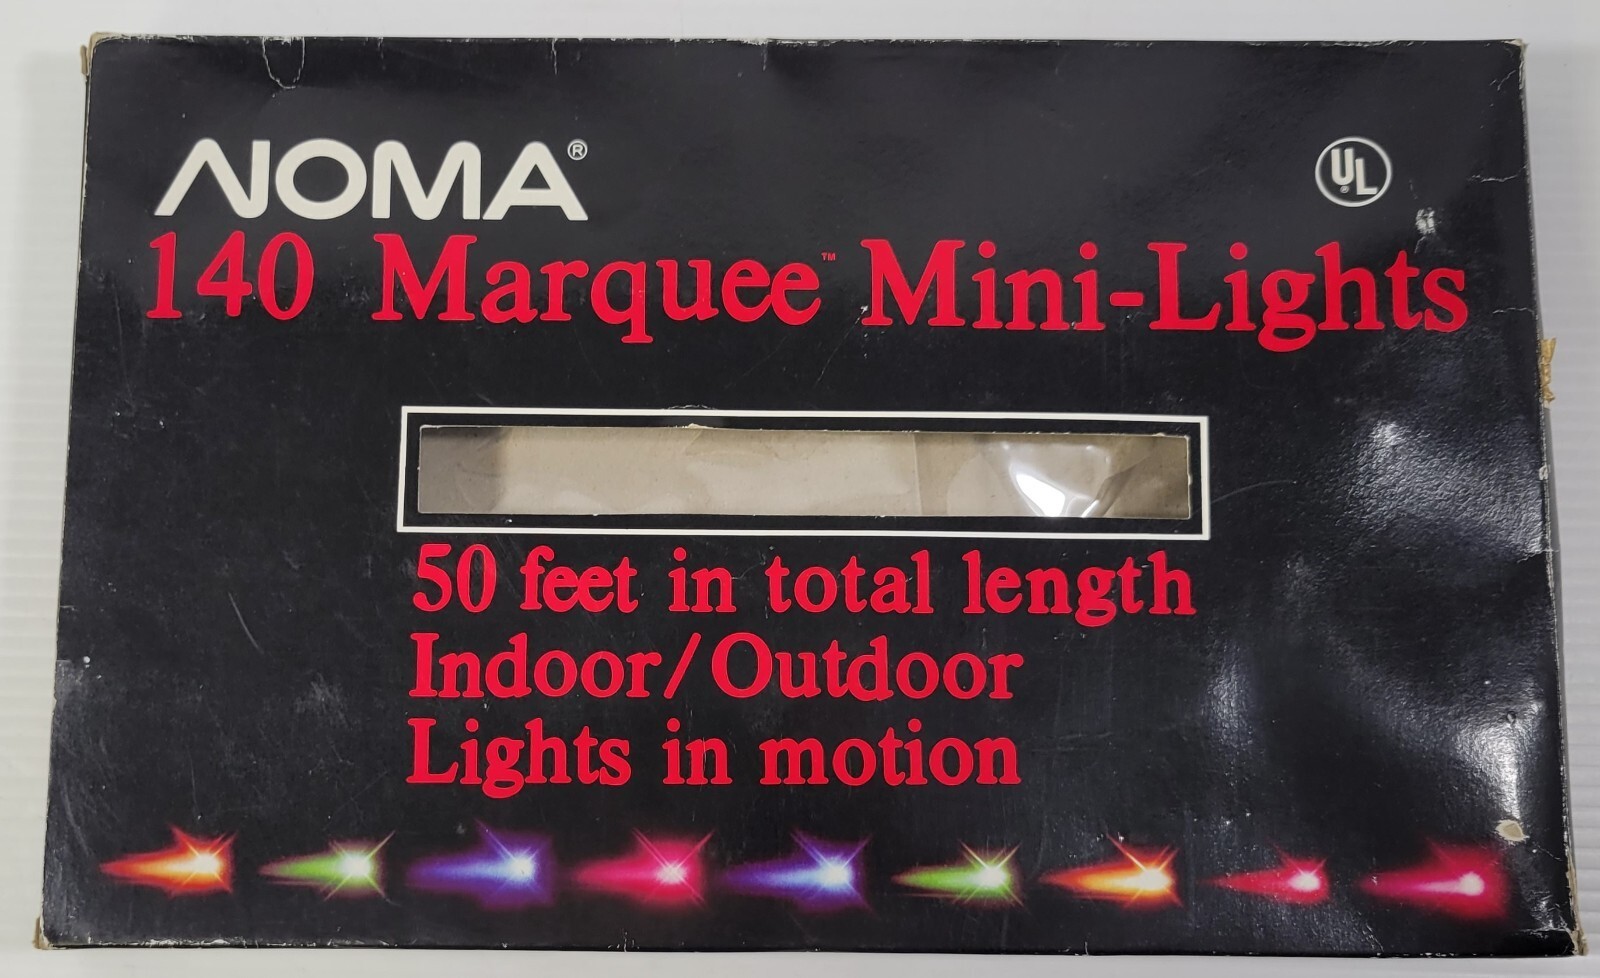 NOMA®
UL®
140 Marquee™ Mini-Lights
50 feet in total length
Indoor/Outdoor
Lights in motion